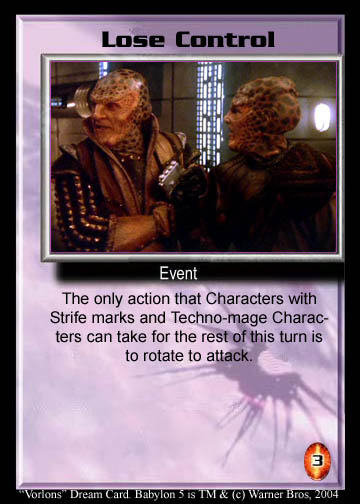 Lose Control
Event
The only action that Characters with
Strife marks and Techno-mage Charac-
ters can take for the rest of this turn is
to rotate to attack.
3
“Vorlons” Dream Card. Babylon 5 is TM & (c) Warner Bros, 2004